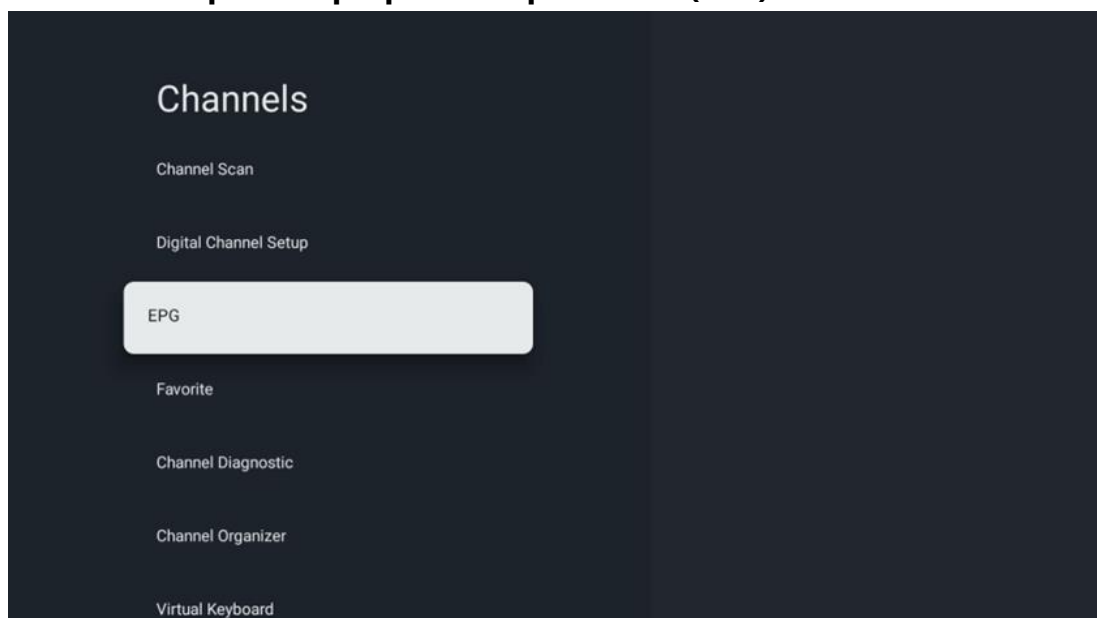 Channels
Channel Scan
Digital Channel Setup
EPG
Favorite
Channel Diagnostic
Channel Organizer
Virtual Keyboard